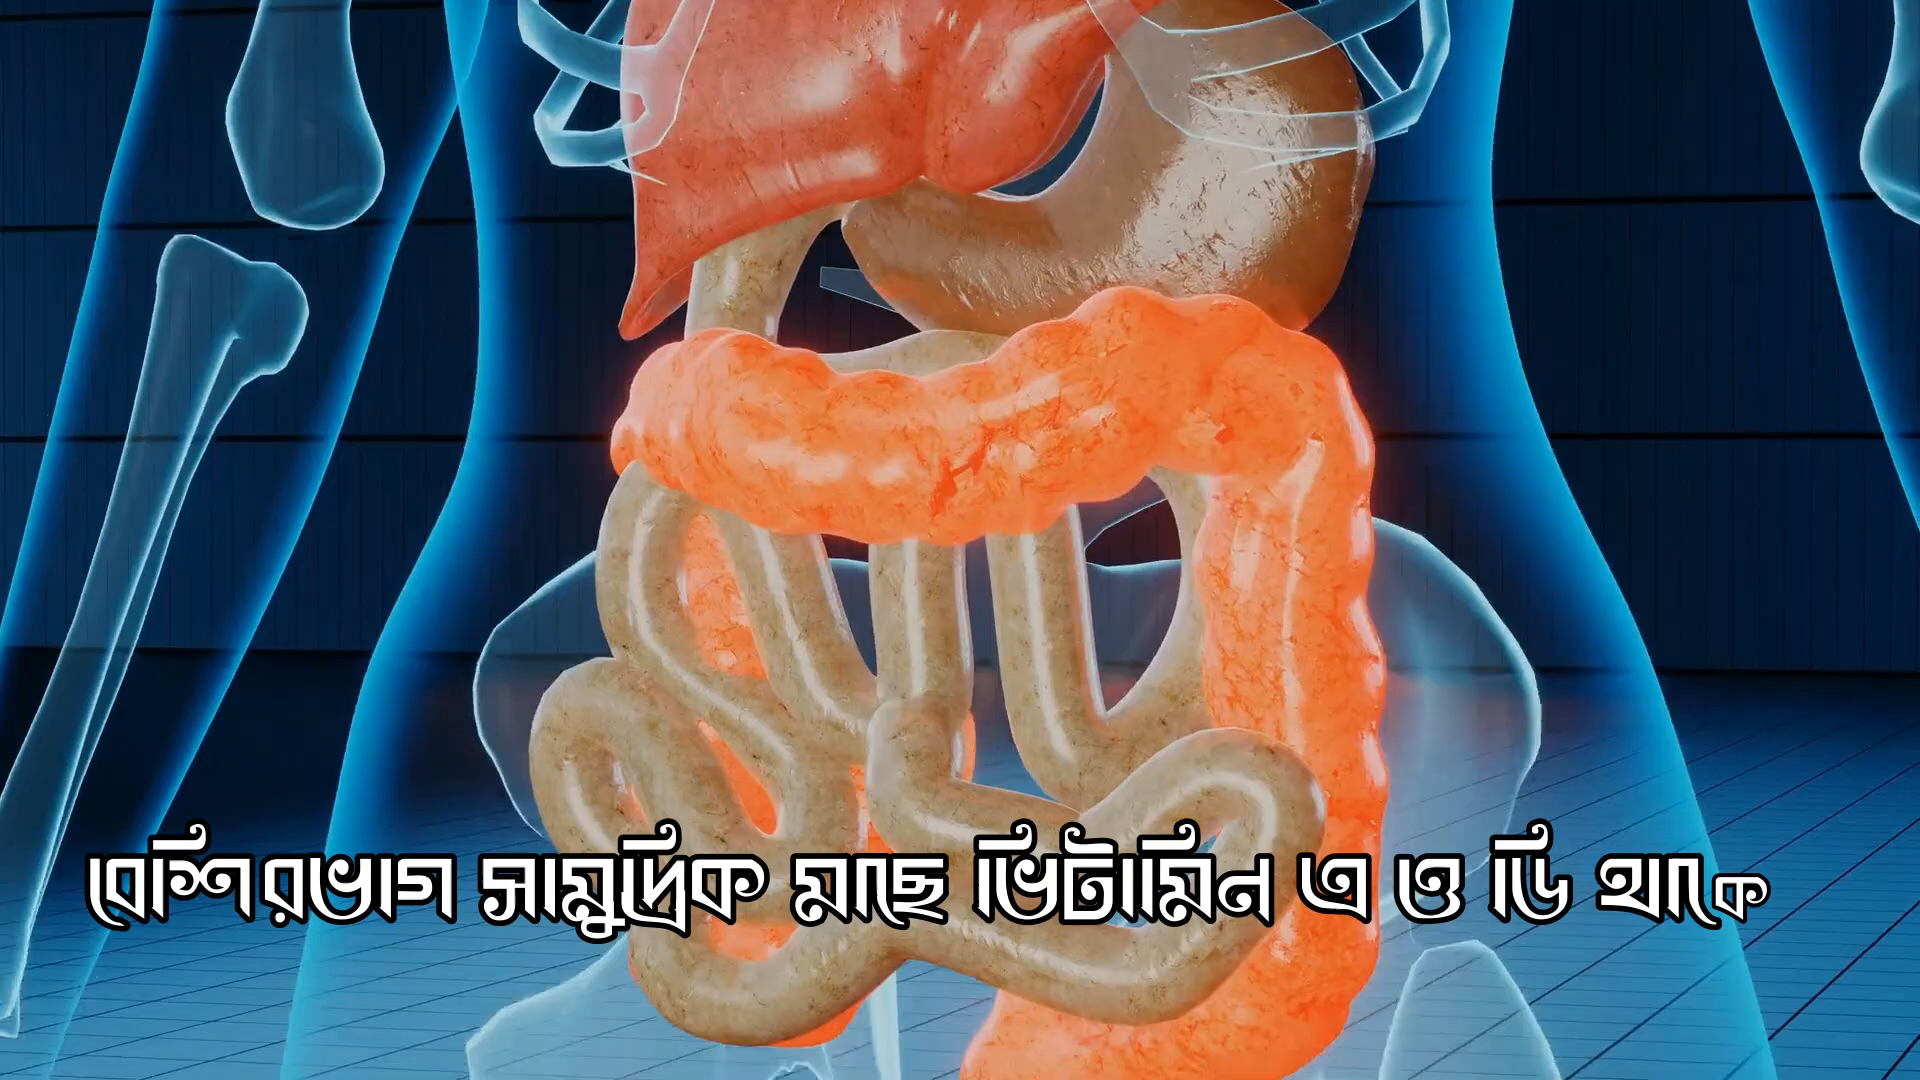 বেশিরভাগ সামুদ্রিক মাছে ভিটামিন এ ও ডি থাকে